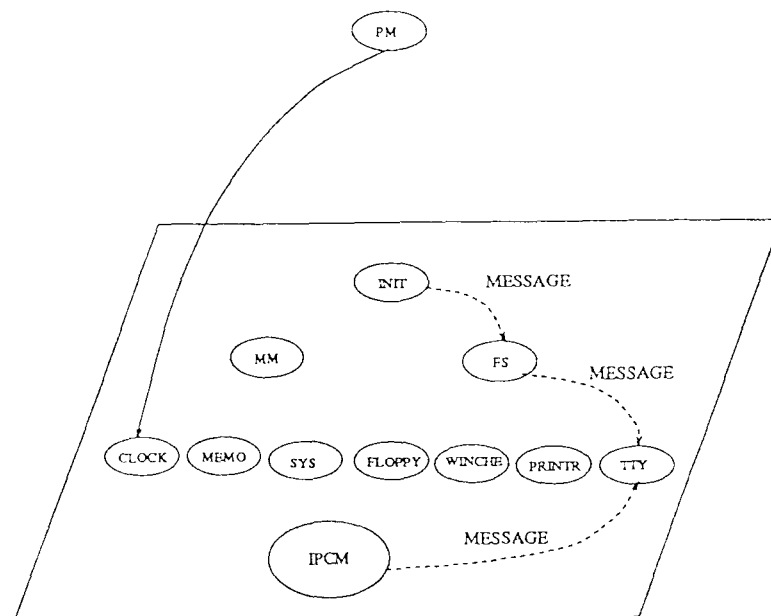 PM
INIT
MESSAGE
MM
FS
MESSAGE
CLOCK
MEMO
SYS
FLOPPY
WINCHE
PRINTR
TTY
IPCM
MESSAGE